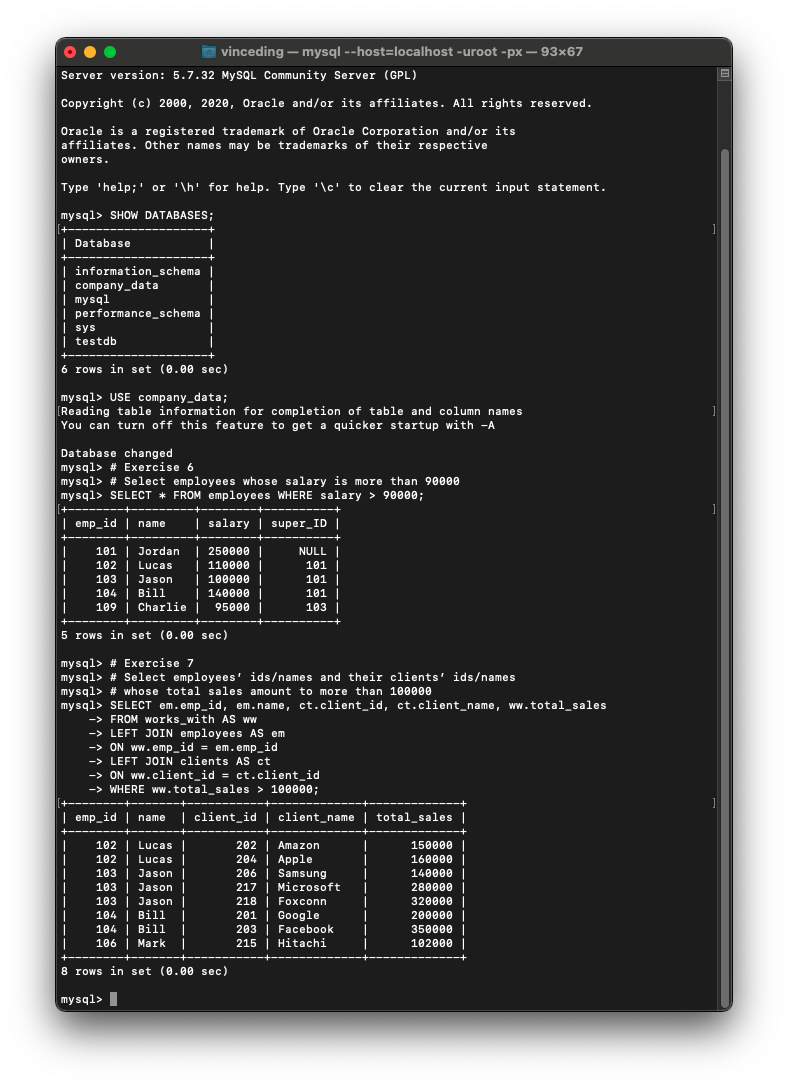 vinceding — mysql --host=localhost -uroot -px — 93×67
Server version: 5.7.32 MySQL Community Server (GPL)

Copyright (c) 2000, 2020, Oracle and/or its affiliates. All rights reserved.

Oracle is a registered trademark of Oracle Corporation and/or its
affiliates. Other names may be trademarks of their respective
owners.

Type 'help;' or '\h' for help. Type '\c' to clear the current input statement.

mysql> SHOW DATABASES;
+--------------------+
| Database           |
+--------------------+
| information_schema |
| company_data       |
| mysql              |
| performance_schema |
| sys                |
| testdb             |
+--------------------+
6 rows in set (0.00 sec)

mysql> USE company_data;
Reading table information for completion of table and column names
You can turn off this feature to get a quicker startup with -A

Database changed
mysql> # Exercise 6
mysql> # Select employees whose salary is more than 90000
mysql> SELECT * FROM employees WHERE salary > 90000;
+--------+---------+--------+----------+
| emp_id | name    | salary | super_ID |
+--------+---------+--------+----------+
|    101 | Jordan  | 250000 |     NULL |
|    102 | Lucas   | 110000 |      101 |
|    103 | Jason   | 100000 |      101 |
|    104 | Bill    | 140000 |      101 |
|    109 | Charlie |  95000 |      103 |
+--------+---------+--------+----------+
5 rows in set (0.00 sec)

mysql> # Exercise 7
mysql> # Select employees’ ids/names and their clients’ ids/names
mysql> # whose total sales amount to more than 100000
mysql> SELECT em.emp_id, em.name, ct.client_id, ct.client_name, ww.total_sales
    -> FROM works_with AS ww
    -> LEFT JOIN employees AS em
    -> ON ww.emp_id = em.emp_id
    -> LEFT JOIN clients AS ct
    -> ON ww.client_id = ct.client_id
    -> WHERE ww.total_sales > 100000;
+--------+-------+-----------+-------------+-------------+
| emp_id | name  | client_id | client_name | total_sales |
+--------+-------+-----------+-------------+-------------+
|    102 | Lucas |       202 | Amazon      |      150000 |
|    102 | Lucas |       204 | Apple       |      160000 |
|    103 | Jason |       206 | Samsung     |      140000 |
|    103 | Jason |       217 | Microsoft   |      280000 |
|    103 | Jason |       218 | Foxconn     |      320000 |
|    104 | Bill  |       201 | Google      |      200000 |
|    104 | Bill  |       203 | Facebook    |      350000 |
|    106 | Mark  |       215 | Hitachi     |      102000 |
+--------+-------+-----------+-------------+-------------+
8 rows in set (0.00 sec)

mysql>